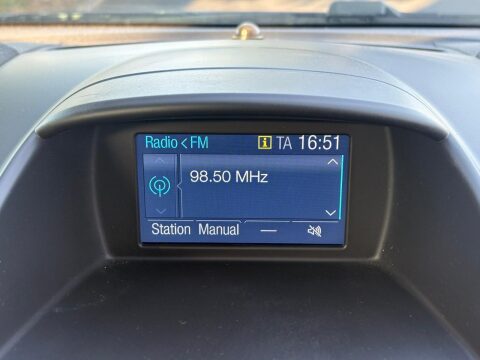 Radio < FM i TA 16:51
98.50 MHz
Station Manual —